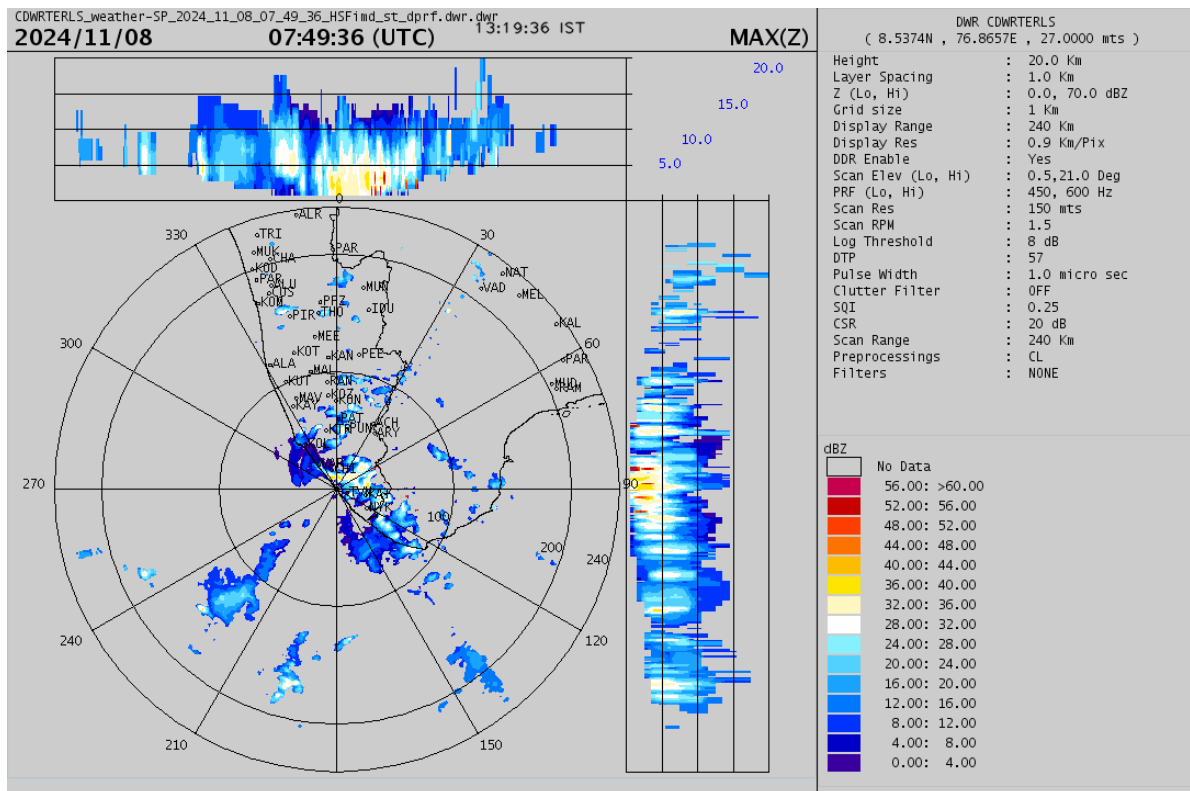 CDWRTERLS_weather-SP_2024_11_08_07_49_36_HSFimd_st_dprf.dwr.dwr
2024/11/08 07:49:36 (UTC) 13:19:36 IST MAX(Z)
20.0
15.0
10.0
5.0
0
ALR
330 TRI 30
MUK PAR
CHA
KOD NAT
PAR
ALU MUN VAD
CUS MEL
KOM PFZ
PIR THO IDU
KAL
MEE
300 60
KOT KAN PEE PAR
ALA MAL
KUT RAN MUD
RAM
MAV KOZ
KAY KON
PAT ACH
KTR PUN ARY
KOL
270 90
100
200
240
240 120
210 150
DWR CDWRTERLS
( 8.5374N , 76.8657E , 27.0000 mts )
Height : 20.0 Km
Layer Spacing : 1.0 Km
Z (Lo, Hi) : 0.0, 70.0 dBZ
Grid size : 1 Km
Display Range : 240 Km
Display Res : 0.9 Km/Pix
DDR Enable : Yes
Scan Elev (Lo, Hi) : 0.5,21.0 Deg
PRF (Lo, Hi) : 450, 600 Hz
Scan Res : 150 mts
Scan RPM : 1.5
Log Threshold : 8 dB
DTP : 57
Pulse Width : 1.0 micro sec
Clutter Filter : OFF
SQI : 0.25
CSR : 20 dB
Scan Range : 240 Km
Preprocessings : CL
Filters : NONE
dBZ
No Data
56.00: >60.00
52.00: 56.00
48.00: 52.00
44.00: 48.00
40.00: 44.00
36.00: 40.00
32.00: 36.00
28.00: 32.00
24.00: 28.00
20.00: 24.00
16.00: 20.00
12.00: 16.00
8.00: 12.00
4.00: 8.00
0.00: 4.00